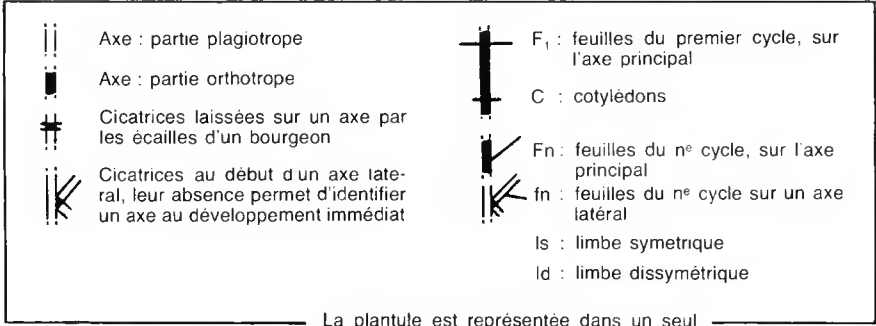 Axe : partie plagiotrope
Axe : partie orthotrope
Cicatrices laissées sur un axe par
les écailles d'un bourgeon
Cicatrices au début d'un axe laté-
ral, leur absence permet d'identifier
un axe au développement immédiat
F₁ : feuilles du premier cycle, sur
l'axe principal
C : cotylédons
Fn : feuilles du nᵉ cycle, sur l'axe
principal
fn : feuilles du nᵉ cycle sur un axe
latéral
ls : limbe symetrique
ld : limbe dissymétrique
La plantule est représentée dans un seul